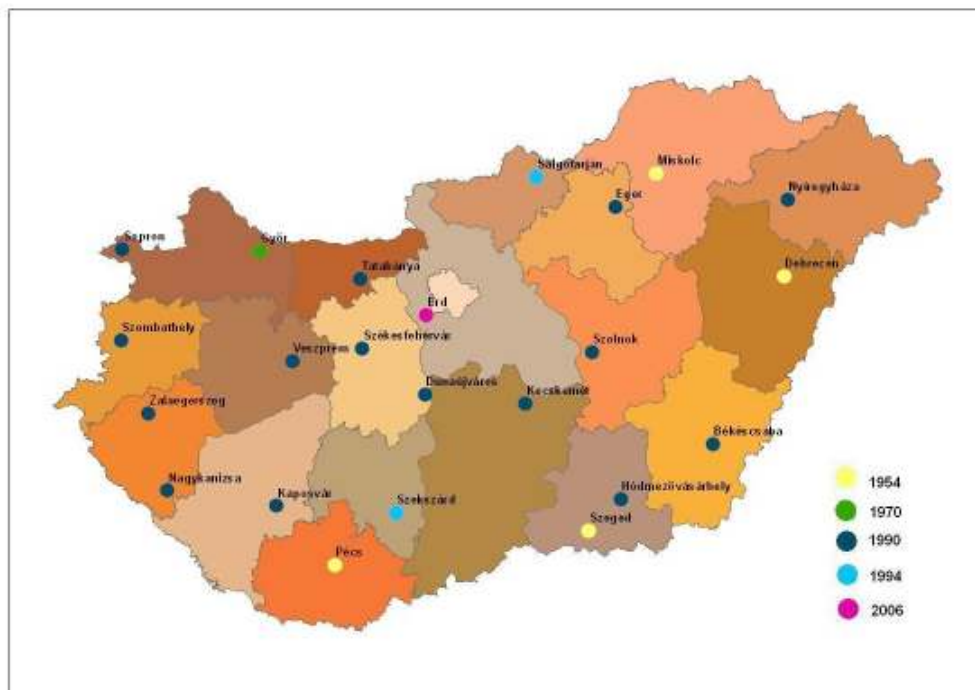 Salgótarján
Miskolc
Nyíregyháza
Eger
Sopron
Győr
Debrecen
Tatabánya
Érd
Szombathely
Székesfehérvár
Szolnok
Veszprém
Dunaújváros
Kecskemét
Zalaegerszeg
Békéscsaba
Nagykanizsa
Kaposvár
Szekszárd
Hódmezővásárhely
Szeged
Pécs
1954
1970
1990
1994
2006